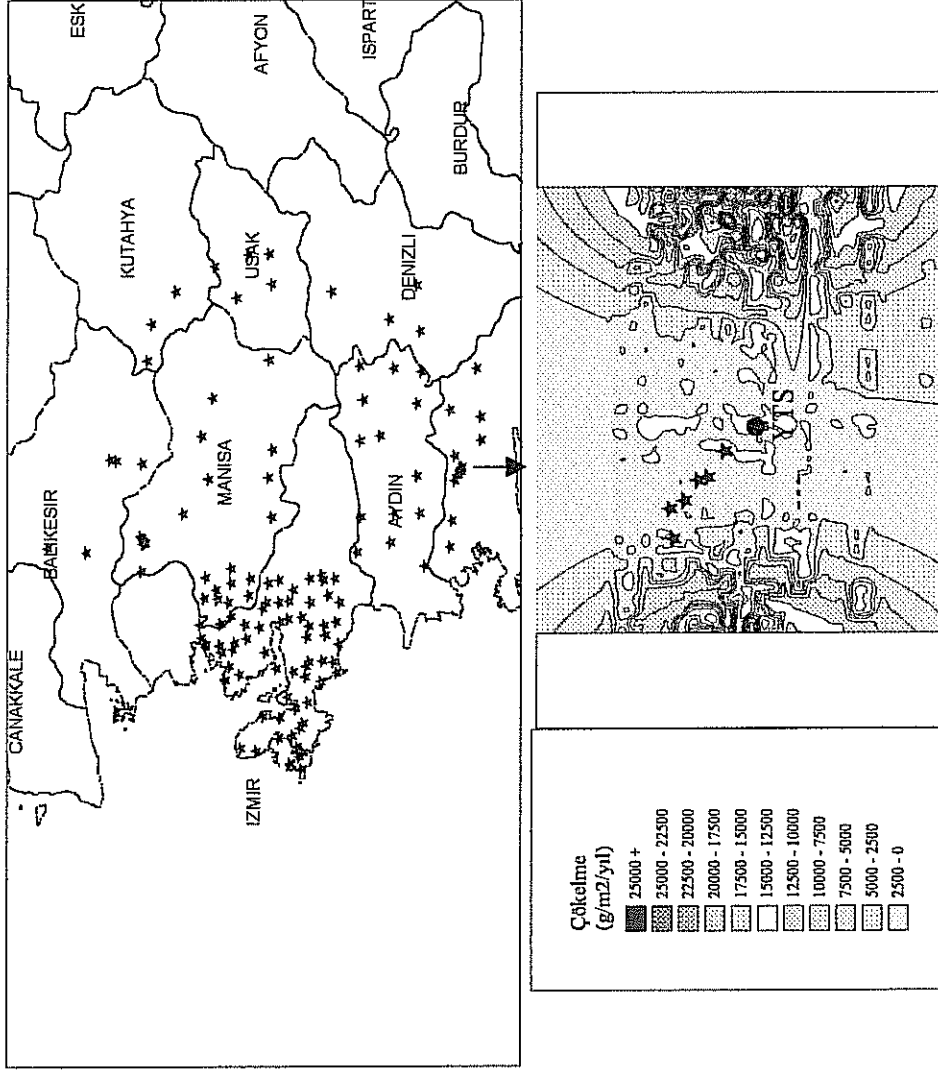 ESK
CANAKKALE
BALIKESIR
KUTAHYA
AFYON
MANISA
USAK
IZMIR
ISPART
DENIZLI
AYDIN
BURDUR
Çökelme
(g/m2/yıl)
25000 +
25000 - 22500
22500 - 20000
20000 - 17500
17500 - 15000
15000 - 12500
12500 - 10000
10000 - 7500
7500 - 5000
5000 - 2500
2500 - 0
YTS